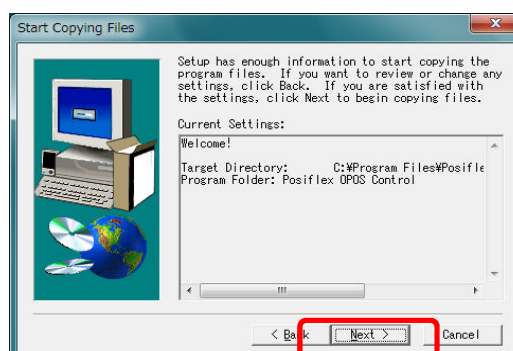 Start Copying Files
Setup has enough information to start copying the
program files.  If you want to review or change any
settings, click Back.  If you are satisfied with
the settings, click Next to begin copying files.
Current Settings:
Welcome!
Target Directory:      C:¥Program Files¥Posifle
Program Folder: Posiflex OPOS Control
< Back Next > Cancel